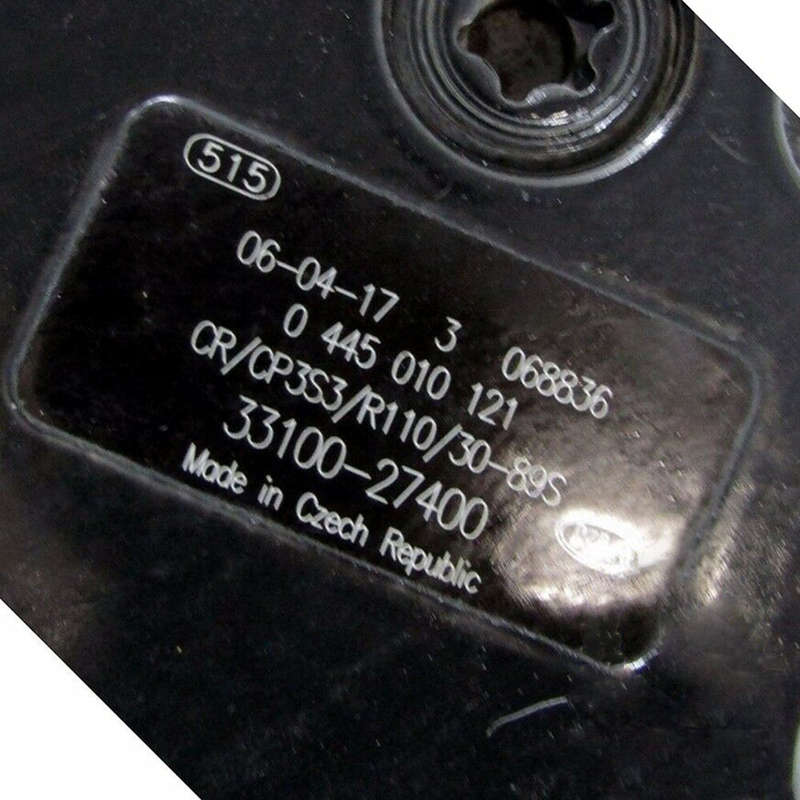 515
06-04-17 3 068836
0 445 010 121
CR/CP3S3/R110/30-89S
33100-27400
Made in Czech Republic